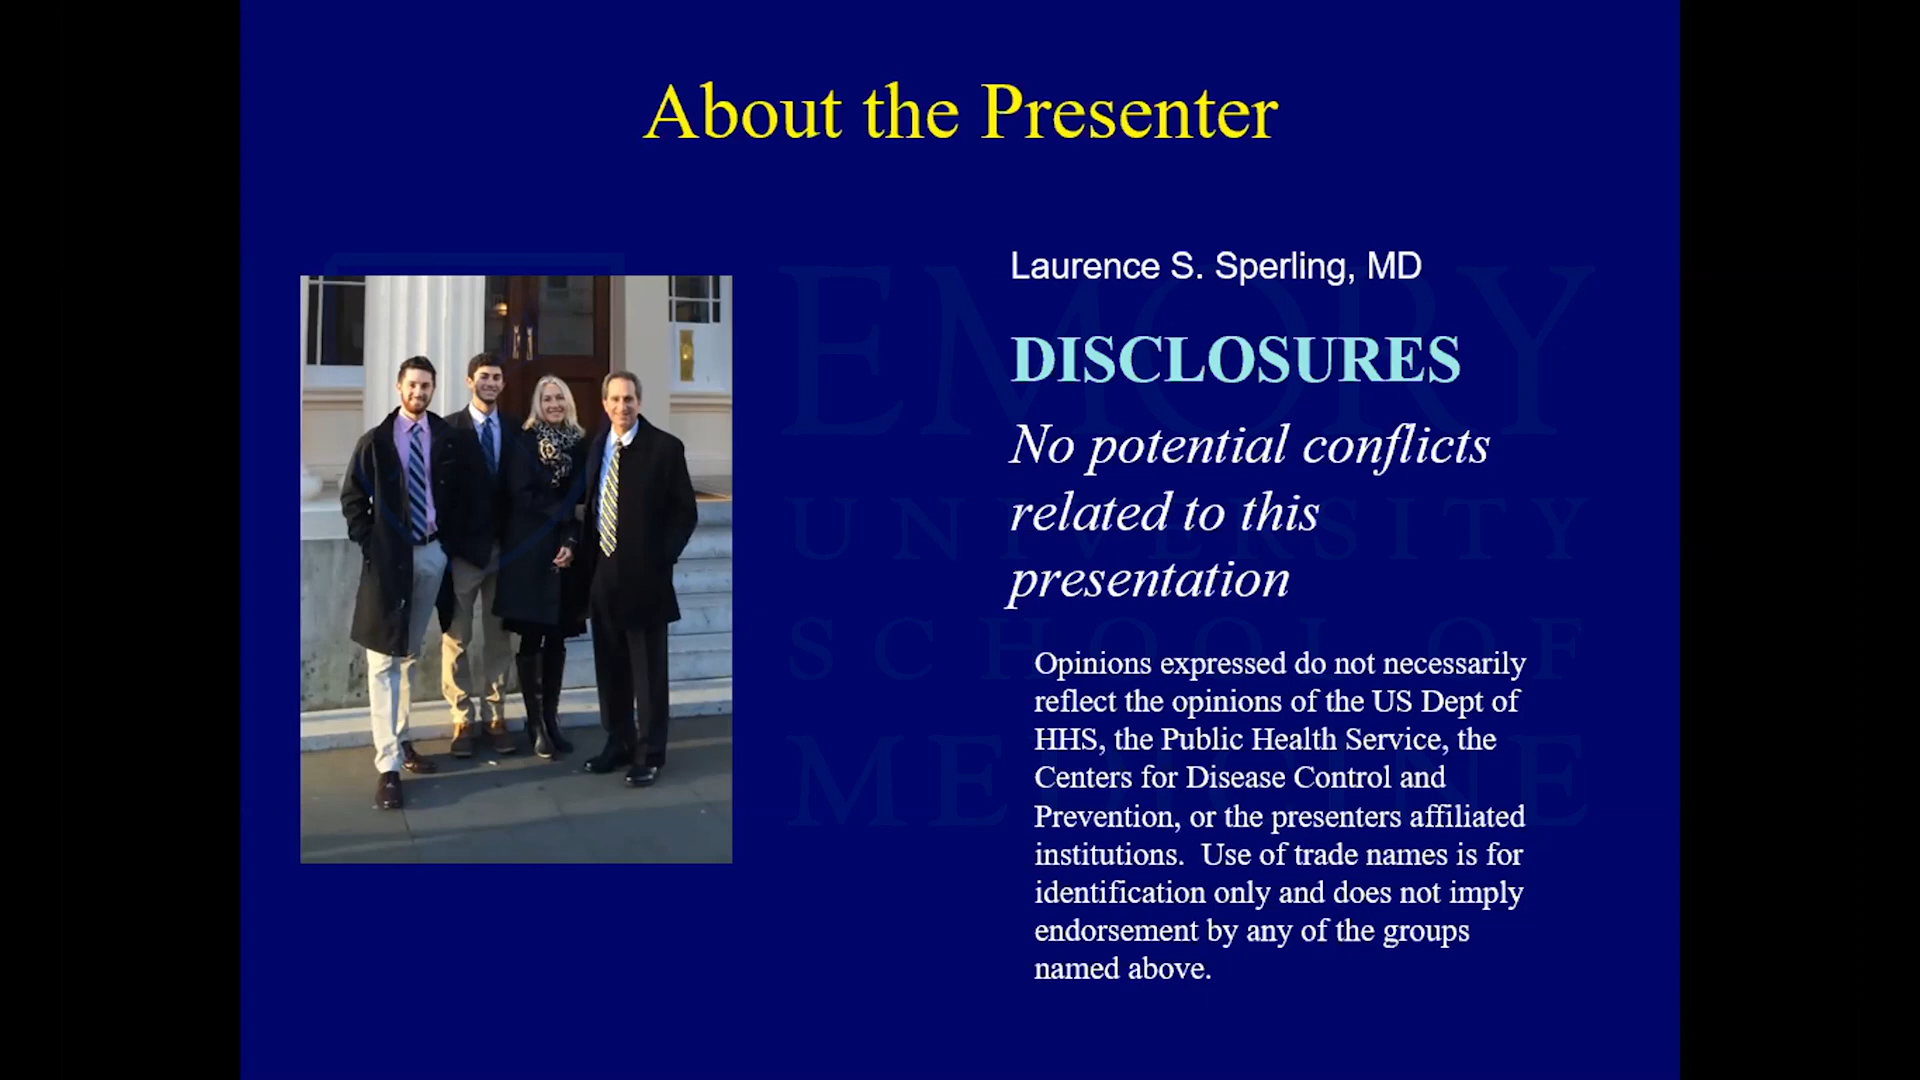 About the Presenter
Laurence S. Sperling, MD
DISCLOSURES
No potential conflicts
related to this
presentation
Opinions expressed do not necessarily
reflect the opinions of the US Dept of
HHS, the Public Health Service, the
Centers for Disease Control and
Prevention, or the presenters affiliated
institutions.  Use of trade names is for
identification only and does not imply
endorsement by any of the groups
named above.
EMORY
UNIVERSITY
SCHOOL OF
MEDICINE